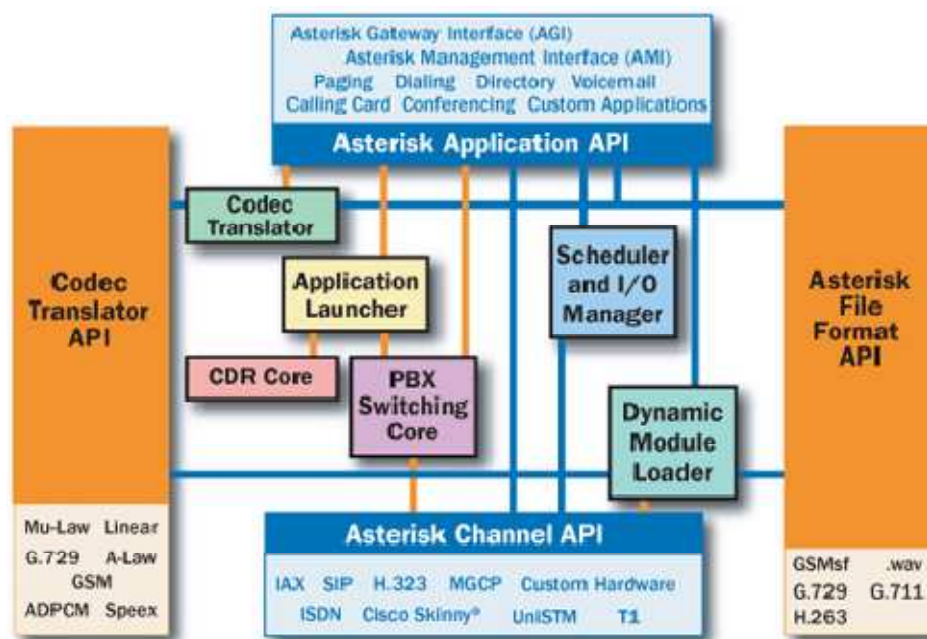 Asterisk Gateway Interface (AGI)
Asterisk Management Interface (AMI)
Paging Dialing Directory Voicemail
Calling Card Conferencing Custom Applications
Asterisk Application API
Codec
Translator
API
Mu-Law Linear
G.729 A-Law
GSM
ADPCM Speex
Codec
Translator
Application
Launcher
CDR Core
PBX
Switching
Core
Scheduler
and I/O
Manager
Dynamic
Module
Loader
Asterisk Channel API
IAX SIP H.323 MGCP Custom Hardware
ISDN Cisco Skinny® UniSTM T1
Asterisk
File
Format
API
GSMsf .wav
G.729 G.711
H.263